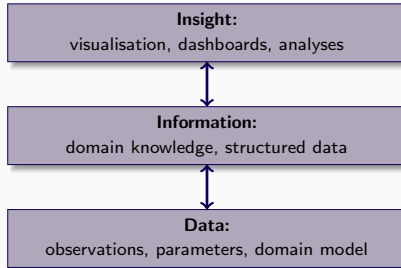 Insight:
visualisation, dashboards, analyses
Information:
domain knowledge, structured data
Data:
observations, parameters, domain model